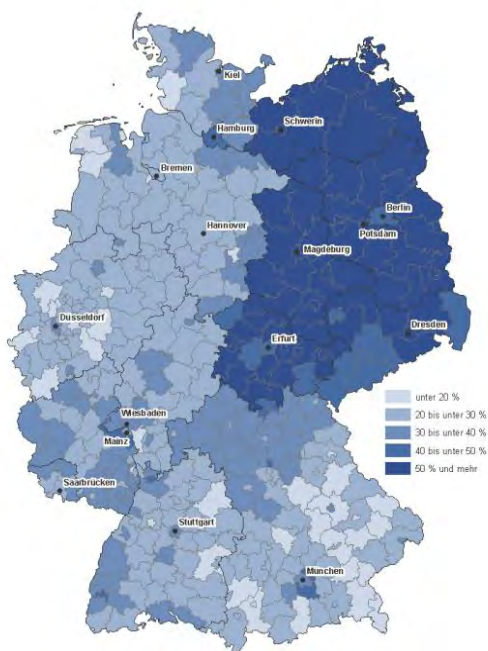 Kiel
Schwerin
Hamburg
Bremen
Berlin
Hannover
Potsdam
Magdeburg
Düsseldorf
Dresden
Erfurt
unter 20 %
Wiesbaden
20 bis unter 30 %
30 bis unter 40 %
Mainz
40 bis unter 50 %
50 % und mehr
Saarbrücken
Stuttgart
München